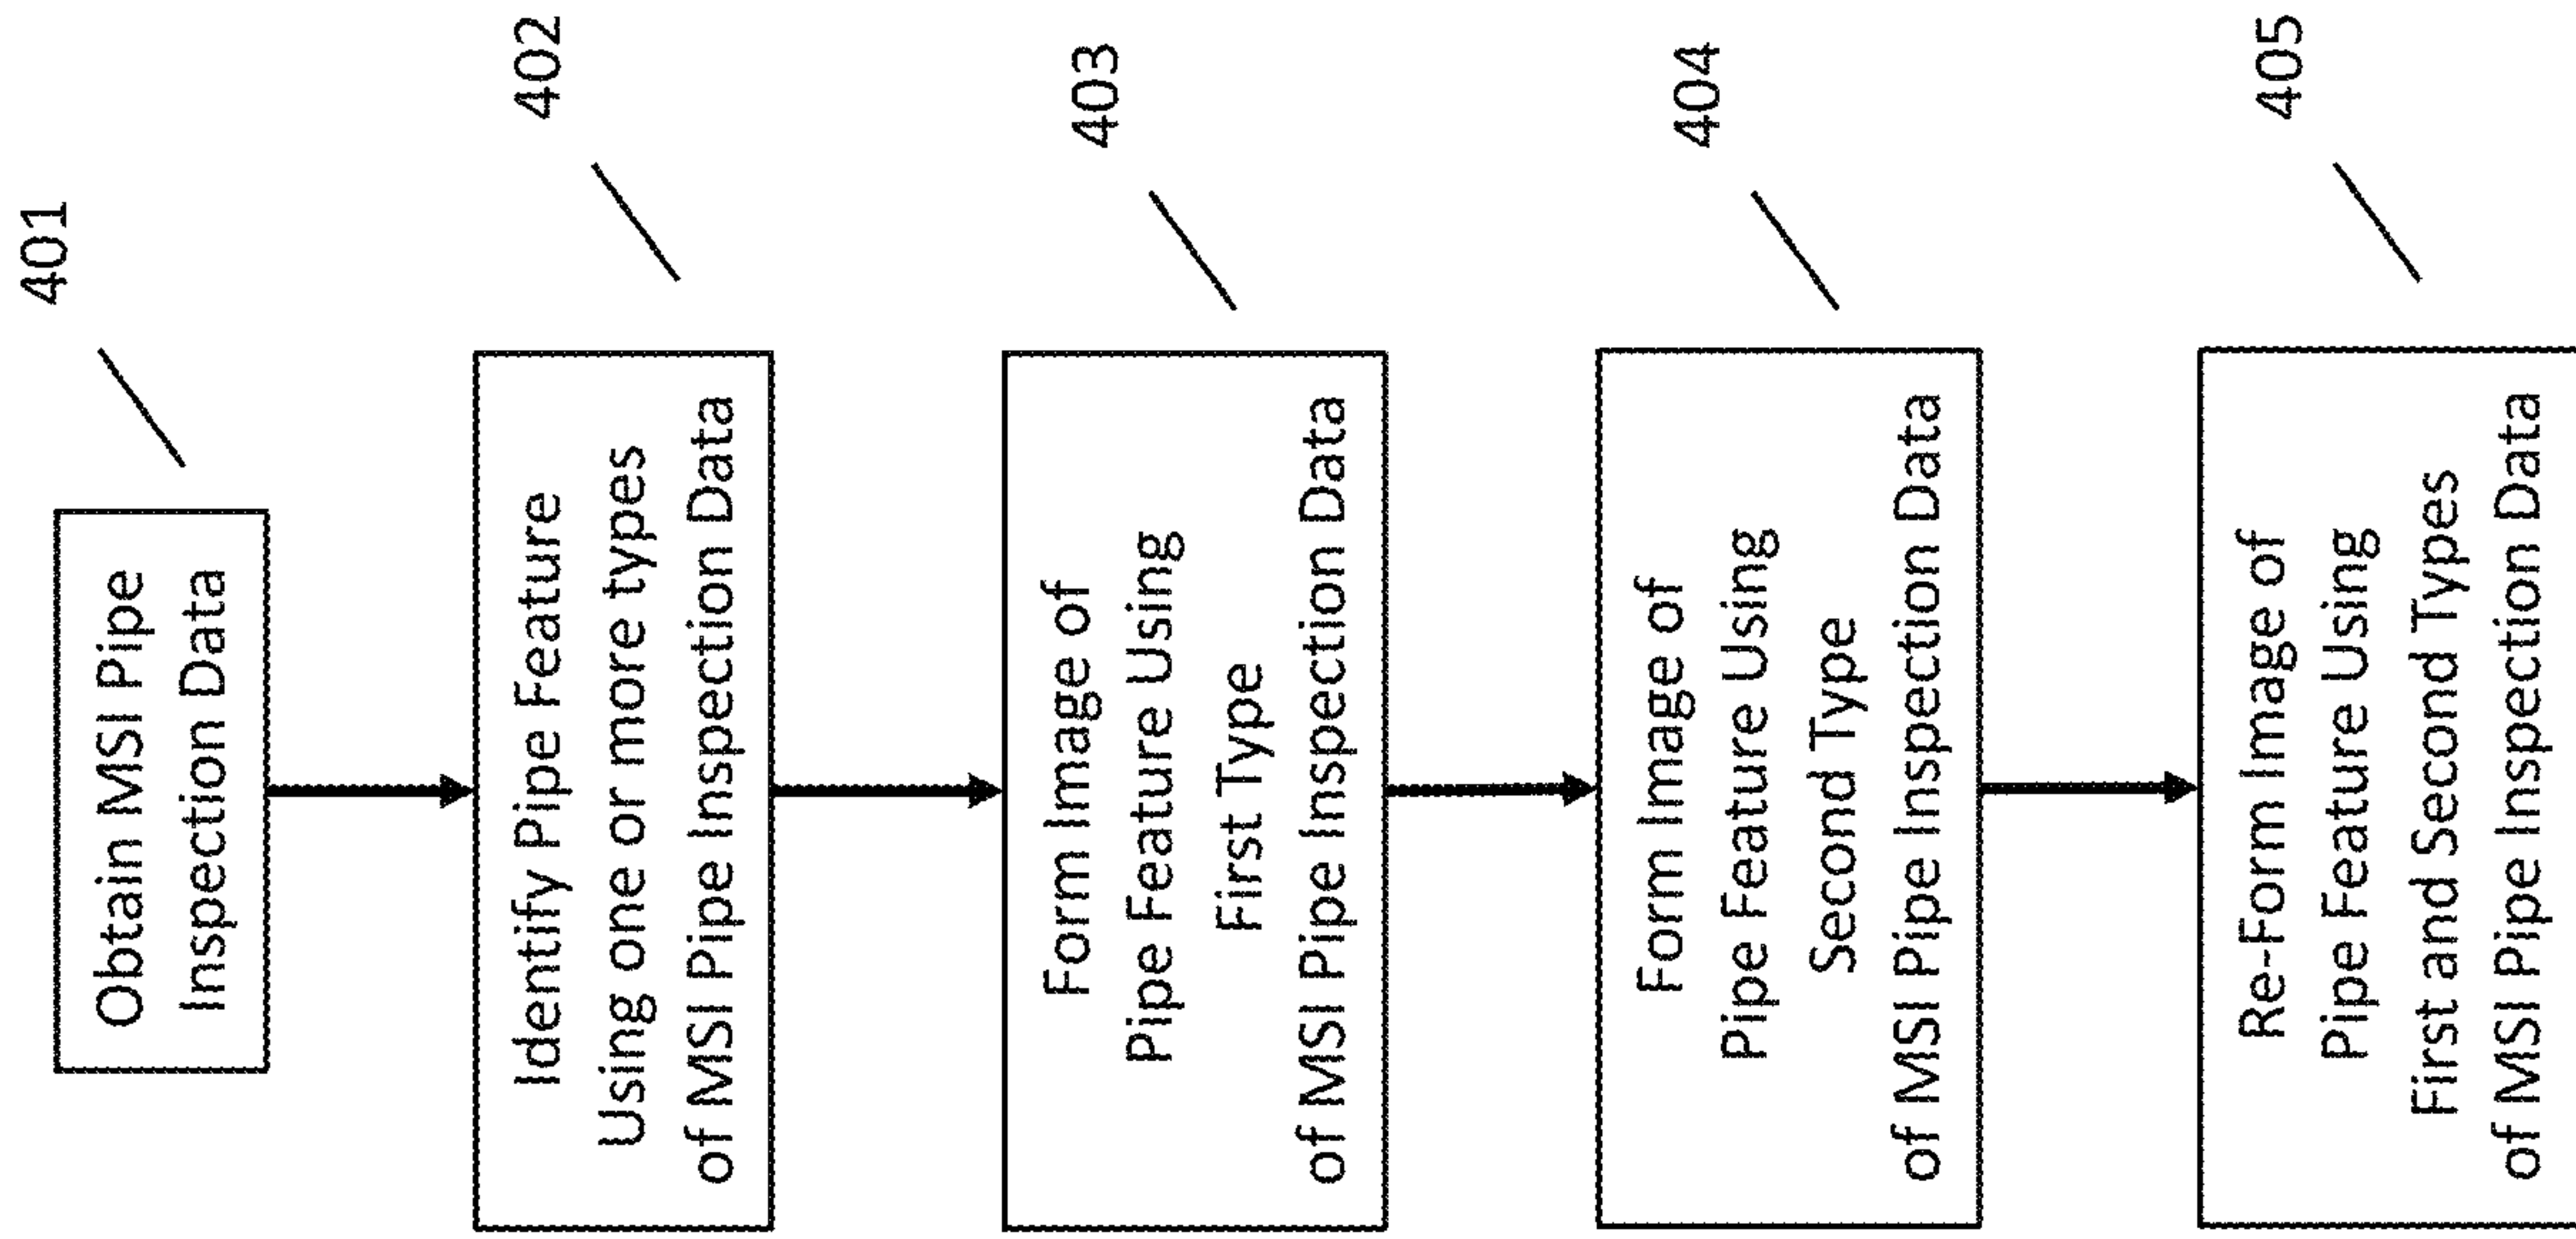 401
Obtain MSI Pipe
Inspection Data
402
Identify Pipe Feature
Using one or more types
of MSI Pipe Inspection Data
403
Form Image of
Pipe Feature Using
First Type
of MSI Pipe Inspection Data
404
Form Image of
Pipe Feature Using
Second Type
of MSI Pipe Inspection Data
405
Re-Form Image of
Pipe Feature Using
First and Second Types
of MSI Pipe Inspection Data